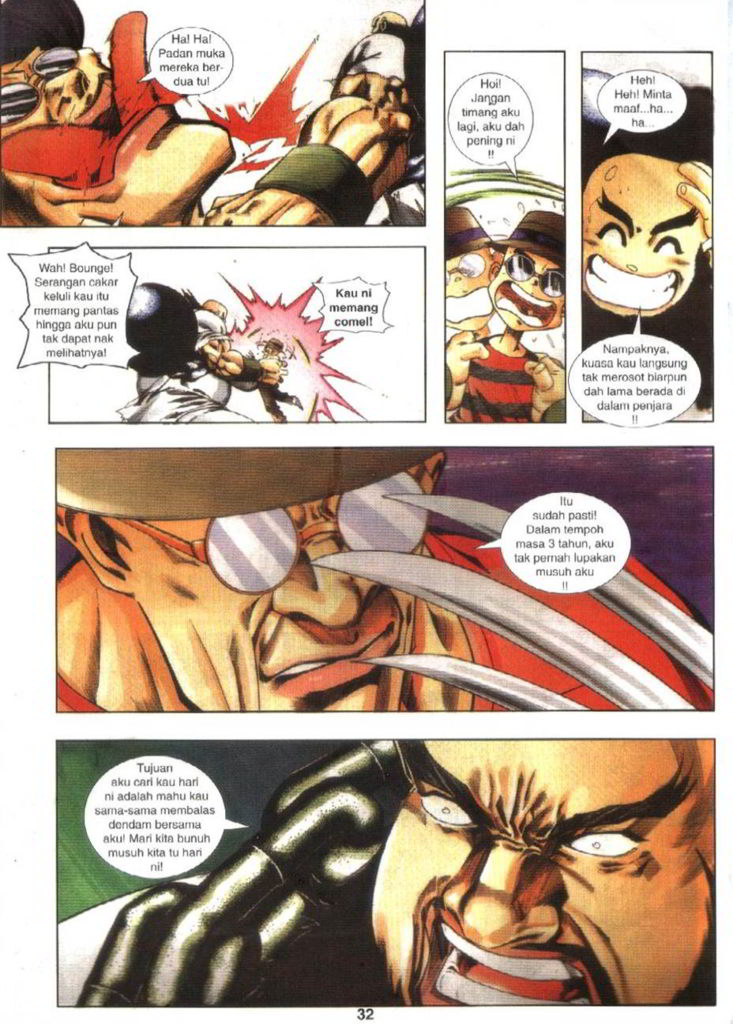 Ha! Ha!
Padan muka
mereka ber-
dua tu!
Hoi!
Jangan
timang aku
lagi, aku dah
pening ni
!!
Heh!
Heh! Minta
maaf...ha...
ha...
Wah! Bounge!
Serangan cakar
keluli kau itu
memang pantas
hingga aku pun
tak dapat nak
melihatnya!
Kau ni
memang
comel!
Nampaknya,
kuasa kau langsung
tak merosot biarpun
dah lama berada di
dalam penjara
!!
Itu
sudah pasti!
Dalam tempoh
masa 3 tahun, aku
tak pernah lupakan
musuh aku
!!
Tujuan
aku cari kau hari
ni adalah mahu kau
sama-sama membalas
dendam bersama
aku! Mari kita bunuh
musuh kita tu hari
ni!
32